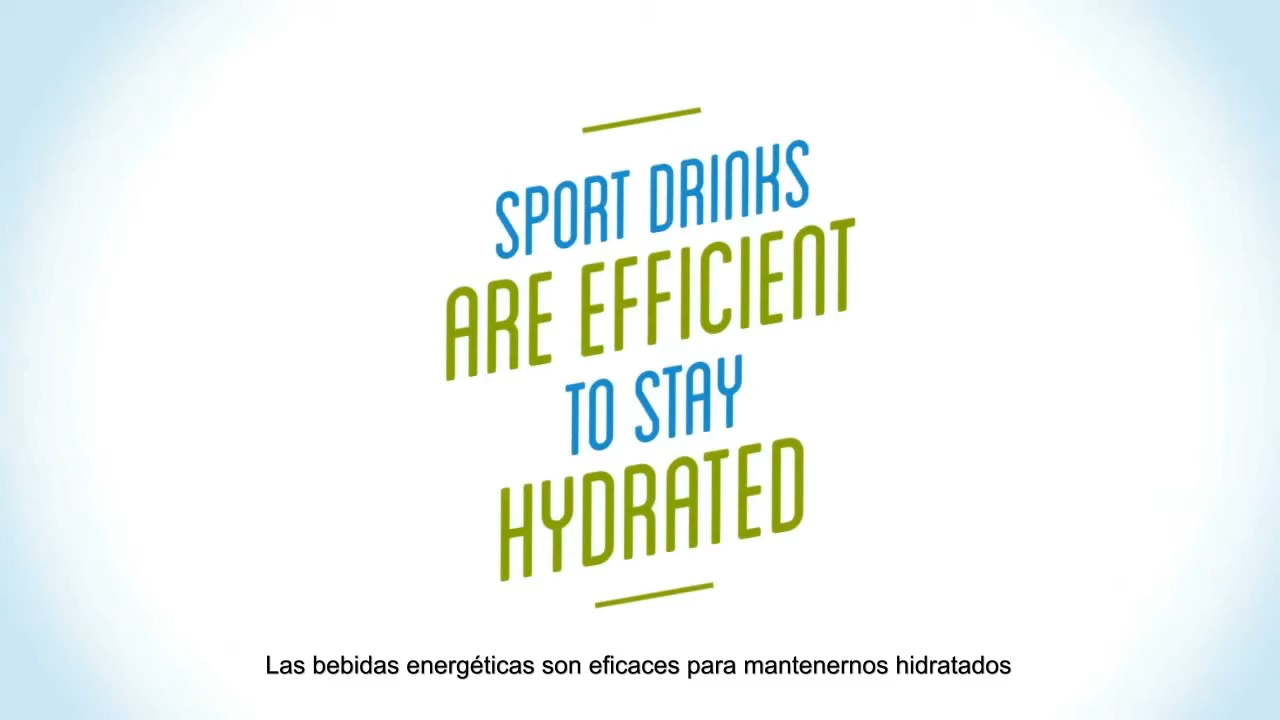 SPORT DRINKS
ARE EFFICIENT
TO STAY
HYDRATED
Las bebidas energéticas son eficaces para mantenernos hidratados